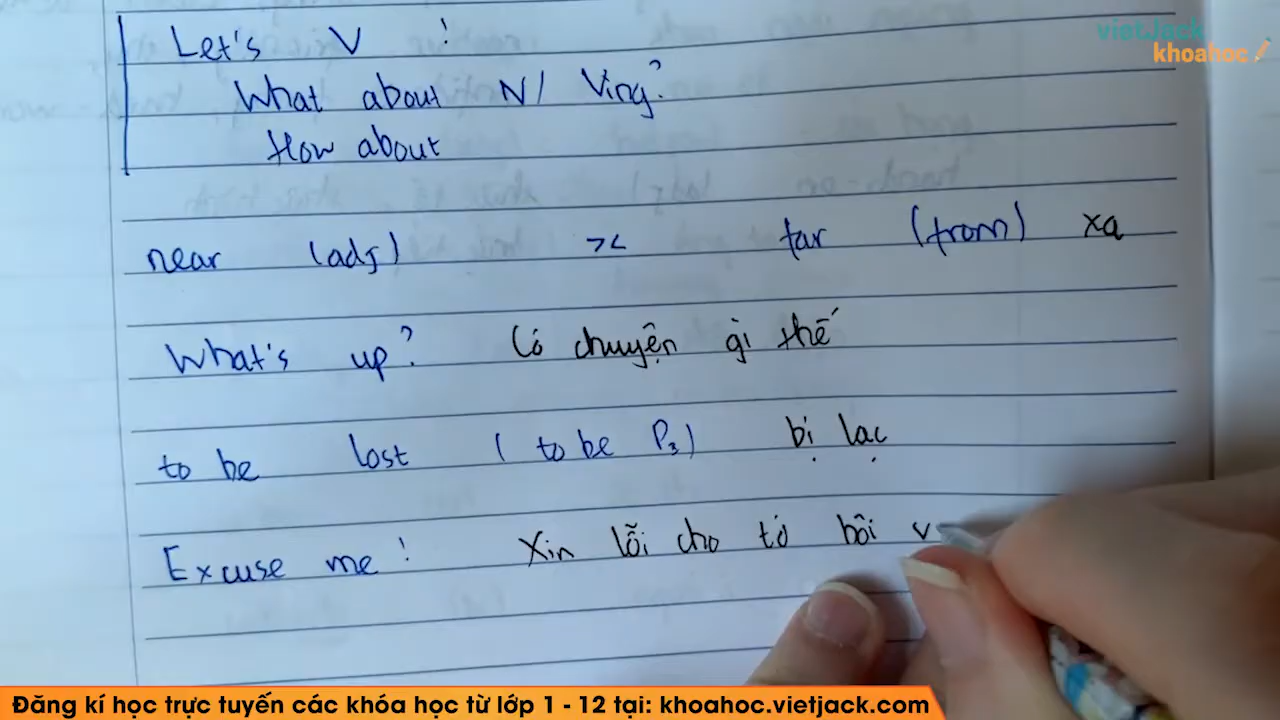 vietJack
khoahoc
Let's V !
What about N/ Ving?
How about
near (adj) >< far (from) xa
What's up? Có chuyện gì thế
to be lost ( to be P3) bị lạc
Excuse me! Xin lỗi cho tớ hỏi v
Đăng kí học trực tuyến các khóa học từ lớp 1 - 12 tại: khoahoc.vietjack.com